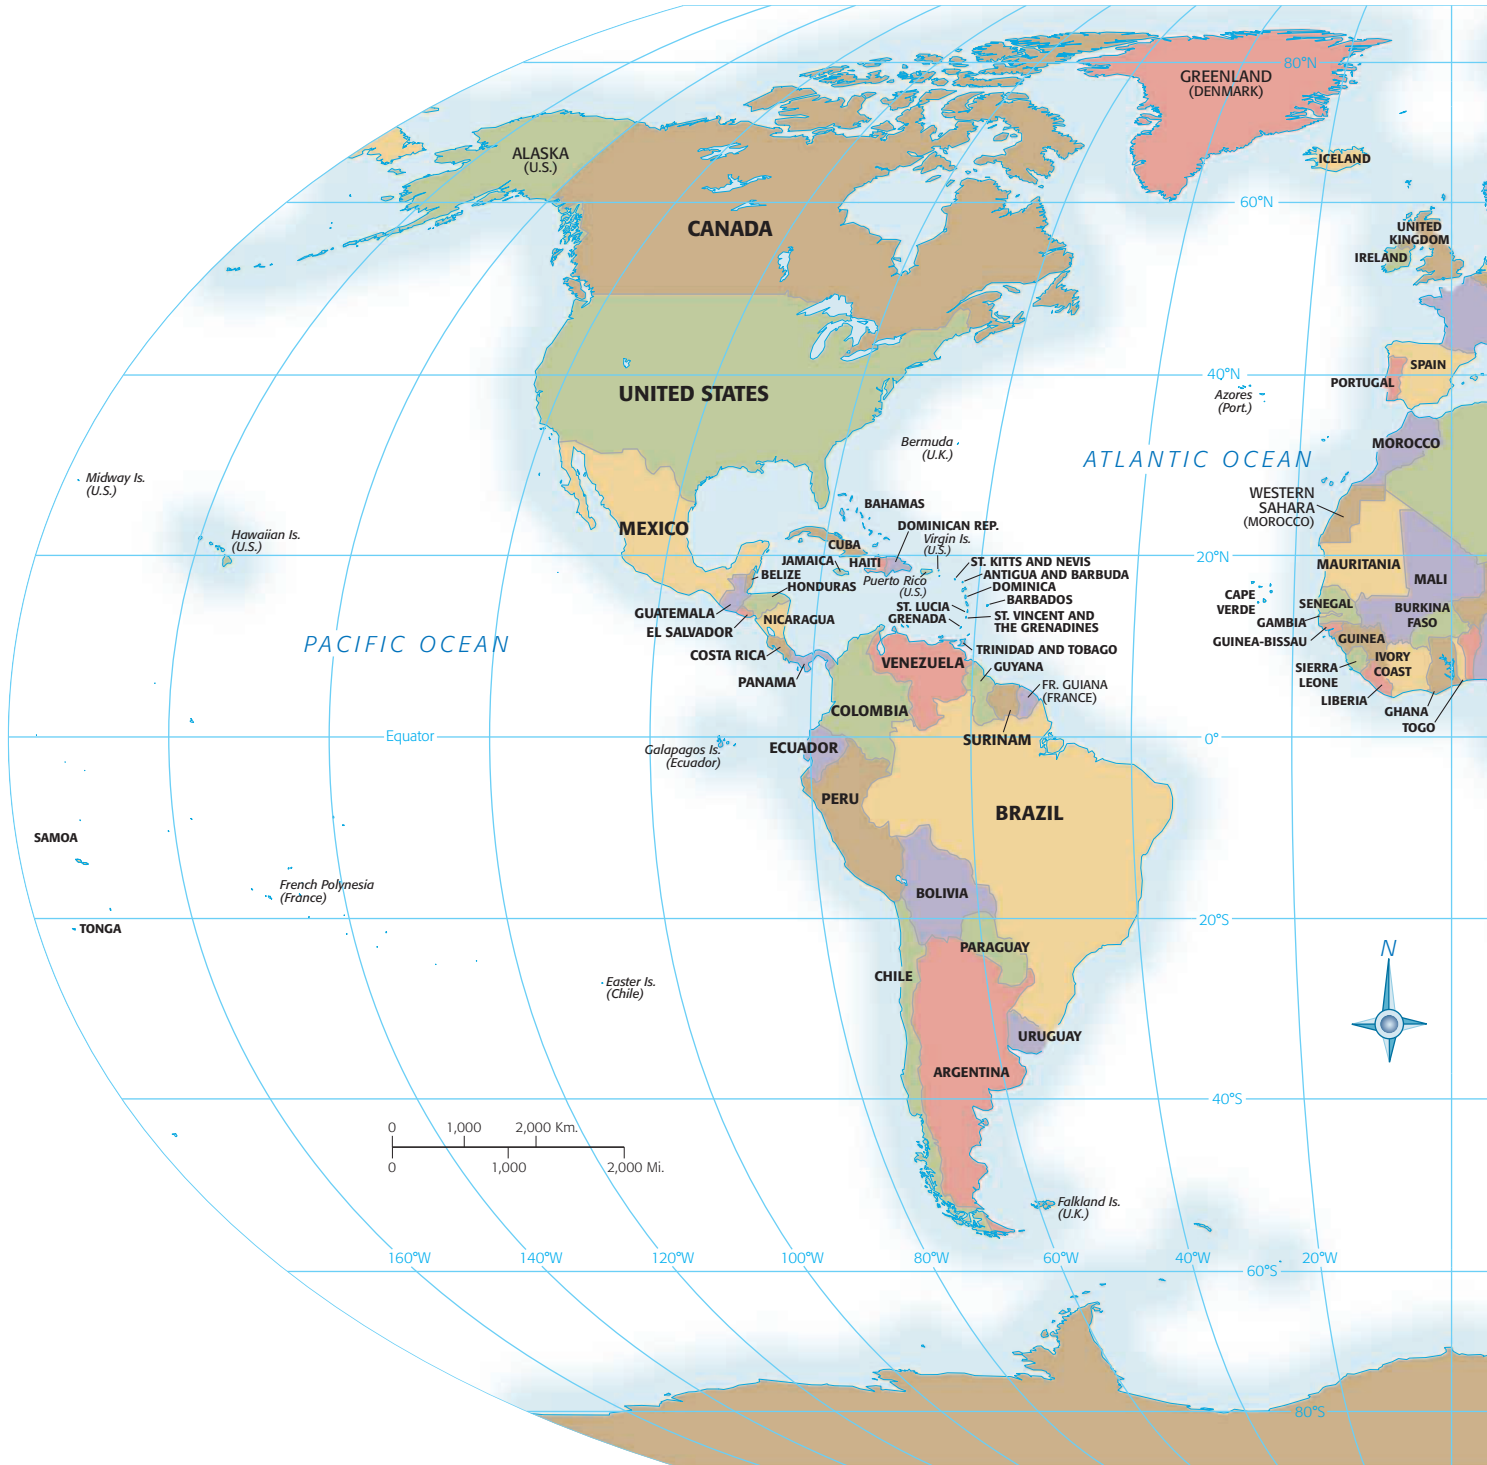 80°N
GREENLAND
(DENMARK)
ALASKA
(U.S.)
ICELAND
60°N
CANADA
UNITED
KINGDOM
IRELAND
SPAIN
40°N
PORTUGAL
UNITED STATES
Azores
(Port.)
Bermuda
(U.K.)
MOROCCO
ATLANTIC OCEAN
Midway Is.
(U.S.)
WESTERN
SAHARA
(MOROCCO)
BAHAMAS
MEXICO
DOMINICAN REP.
Hawaiian Is.
(U.S.)
Virgin Is.
(U.S.)
CUBA
20°N
JAMAICA
HAITI
ST. KITTS AND NEVIS
MAURITANIA
BELIZE
Puerto Rico
(U.S.)
ANTIGUA AND BARBUDA
MALI
HONDURAS
DOMINICA
CAPE
VERDE
BARBADOS
SENEGAL
GUATEMALA
ST. LUCIA
BURKINA
FASO
NICARAGUA
GRENADA
ST. VINCENT AND
THE GRENADINES
GAMBIA
EL SALVADOR
GUINEA-BISSAU
GUINEA
PACIFIC OCEAN
TRINIDAD AND TOBAGO
COSTA RICA
IVORY
COAST
VENEZUELA
GUYANA
SIERRA
LEONE
PANAMA
FR. GUIANA
(FRANCE)
LIBERIA
COLOMBIA
GHANA
TOGO
Equator
SURINAM
0°
ECUADOR
Galapagos Is.
(Ecuador)
PERU
BRAZIL
SAMOA
French Polynesia
(France)
BOLIVIA
20°S
TONGA
PARAGUAY
N
CHILE
Easter Is.
(Chile)
URUGUAY
ARGENTINA
40°S
0 1,000 2,000 Km.
0 1,000 2,000 Mi.
Falkland Is.
(U.K.)
160°W 140°W 120°W 100°W 80°W 60°W 40°W 20°W
60°S
80°S